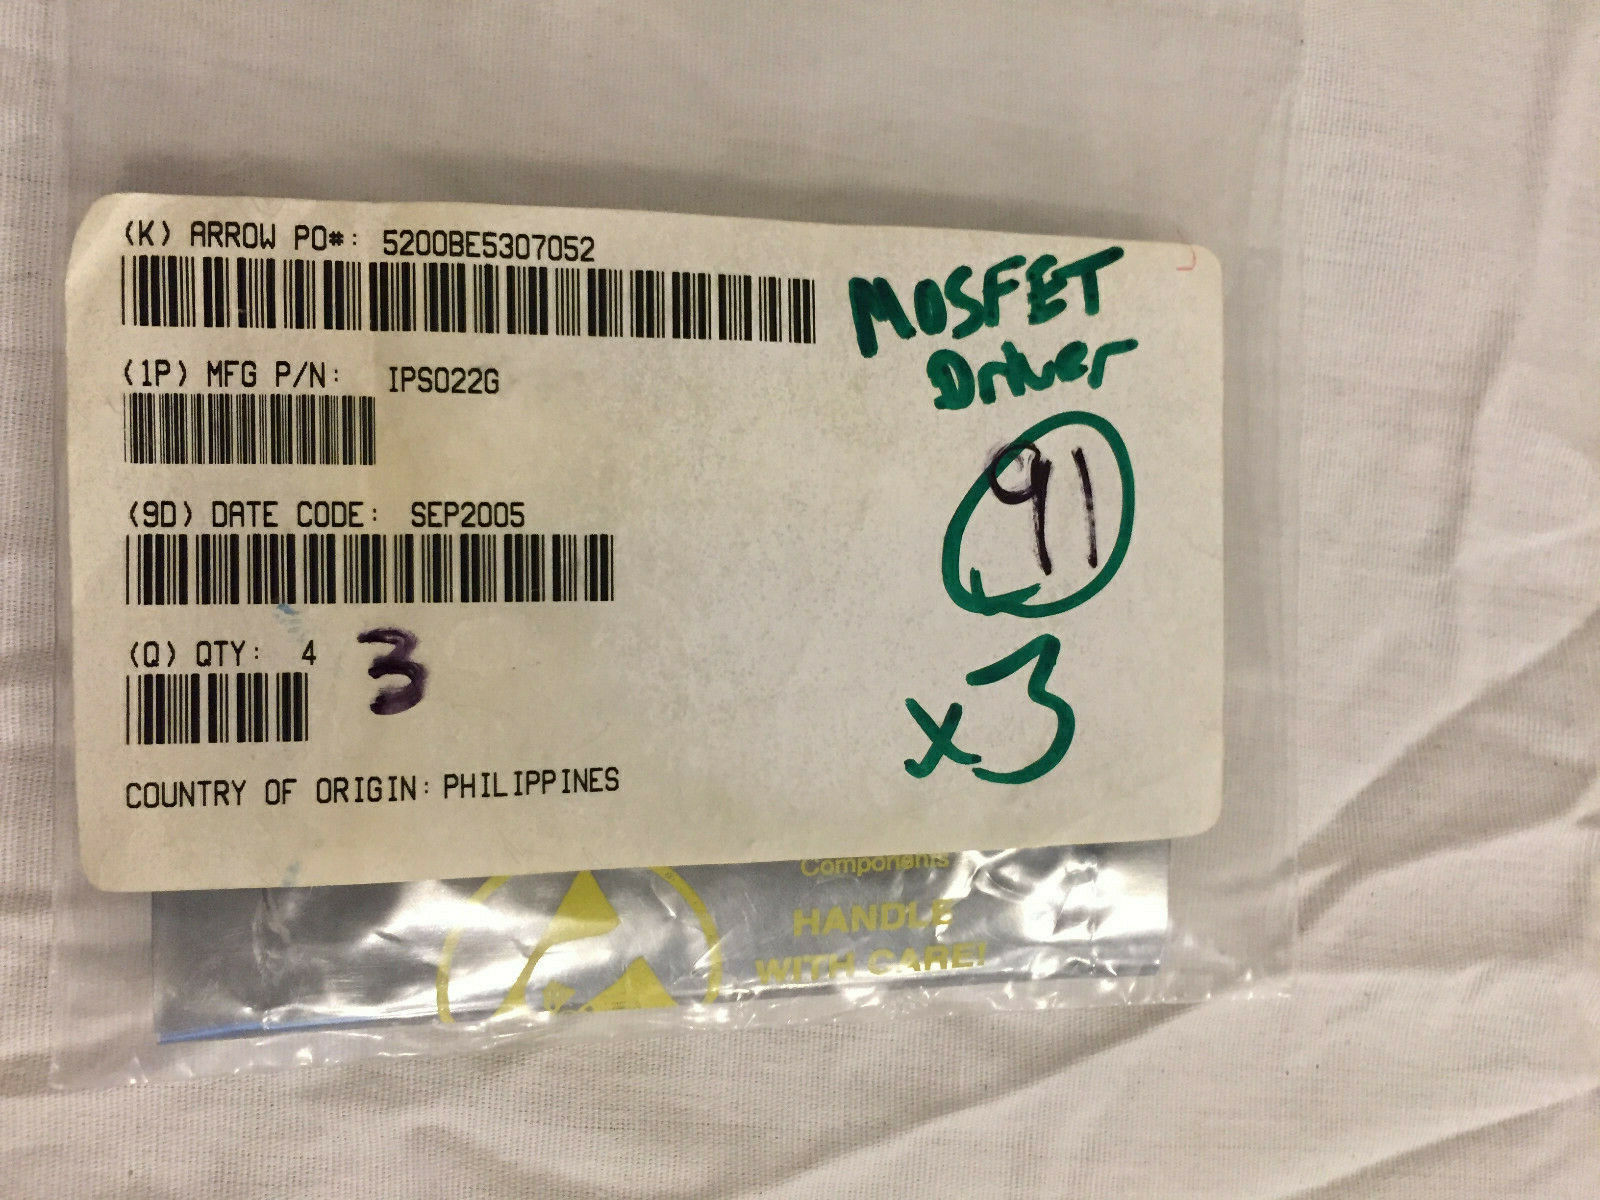 (K) ARROW PO#: 5200BE5307052
(1P) MFG P/N: IPS022G
(9D) DATE CODE: SEP2005
(Q) QTY: 4 3
COUNTRY OF ORIGIN: PHILIPPINES
MOSFET
Driver
91
x3
Components
HANDLE
WITH CARE!